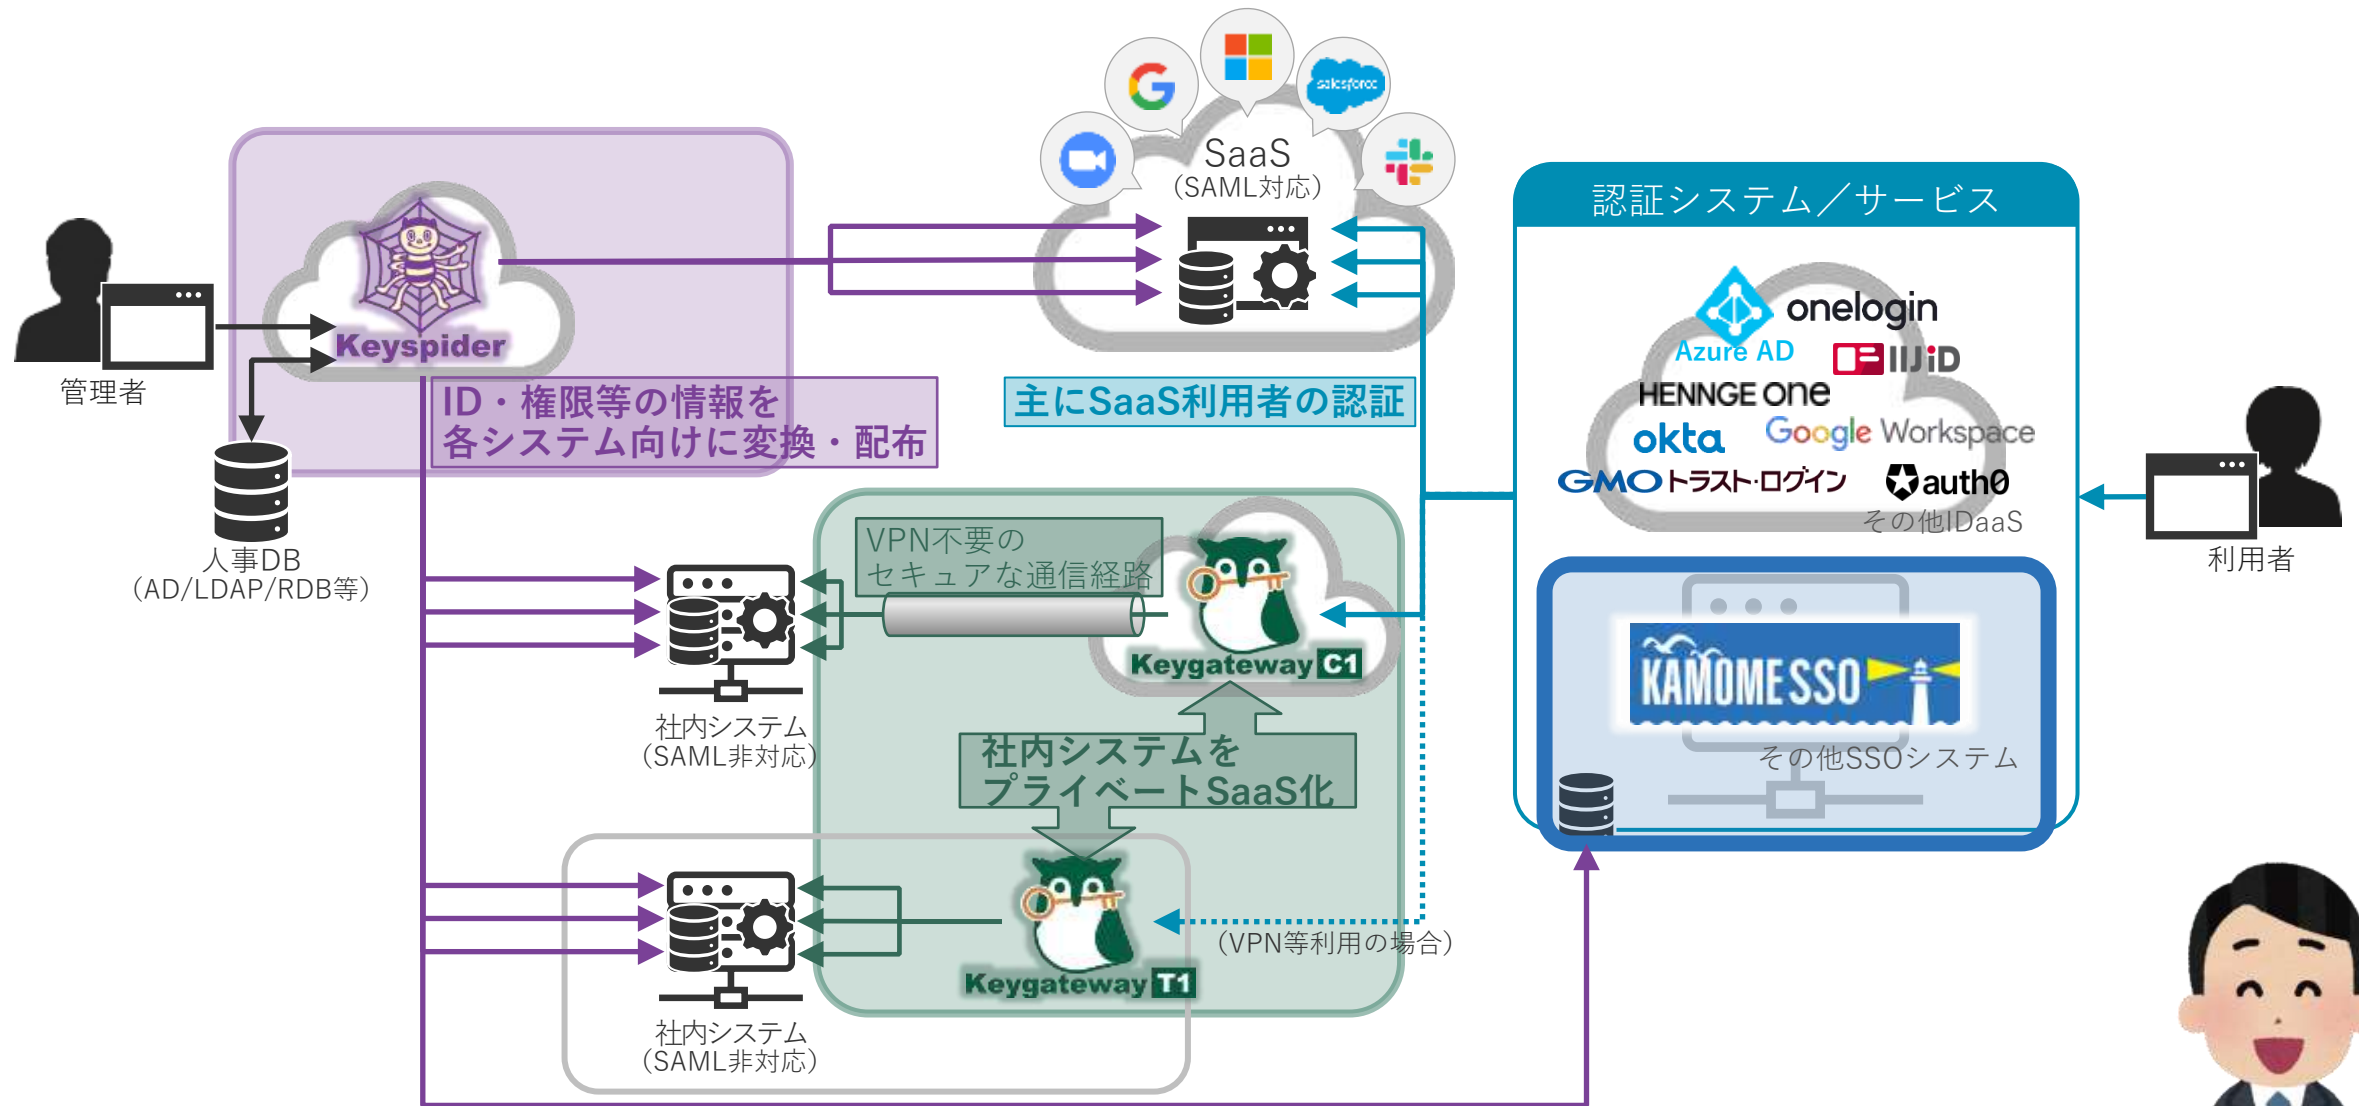 salesforce
SaaS
（SAML対応）
認証システム／サービス
Keyspider
管理者
ID・権限等の情報を
各システム向けに変換・配布
主にSaaS利用者の認証
onelogin
Azure AD
IIJiD
HENNGE one
okta
Google Workspace
GMOトラスト・ログイン
auth0
その他IDaaS
利用者
人事DB
（AD/LDAP/RDB等）
VPN不要の
セキュアな通信経路
Keygateway C1
社内システム
（SAML非対応）
社内システムを
プライベートSaaS化
KAMOME SSO
その他SSOシステム
（VPN等利用の場合）
Keygateway T1
社内システム
（SAML非対応）